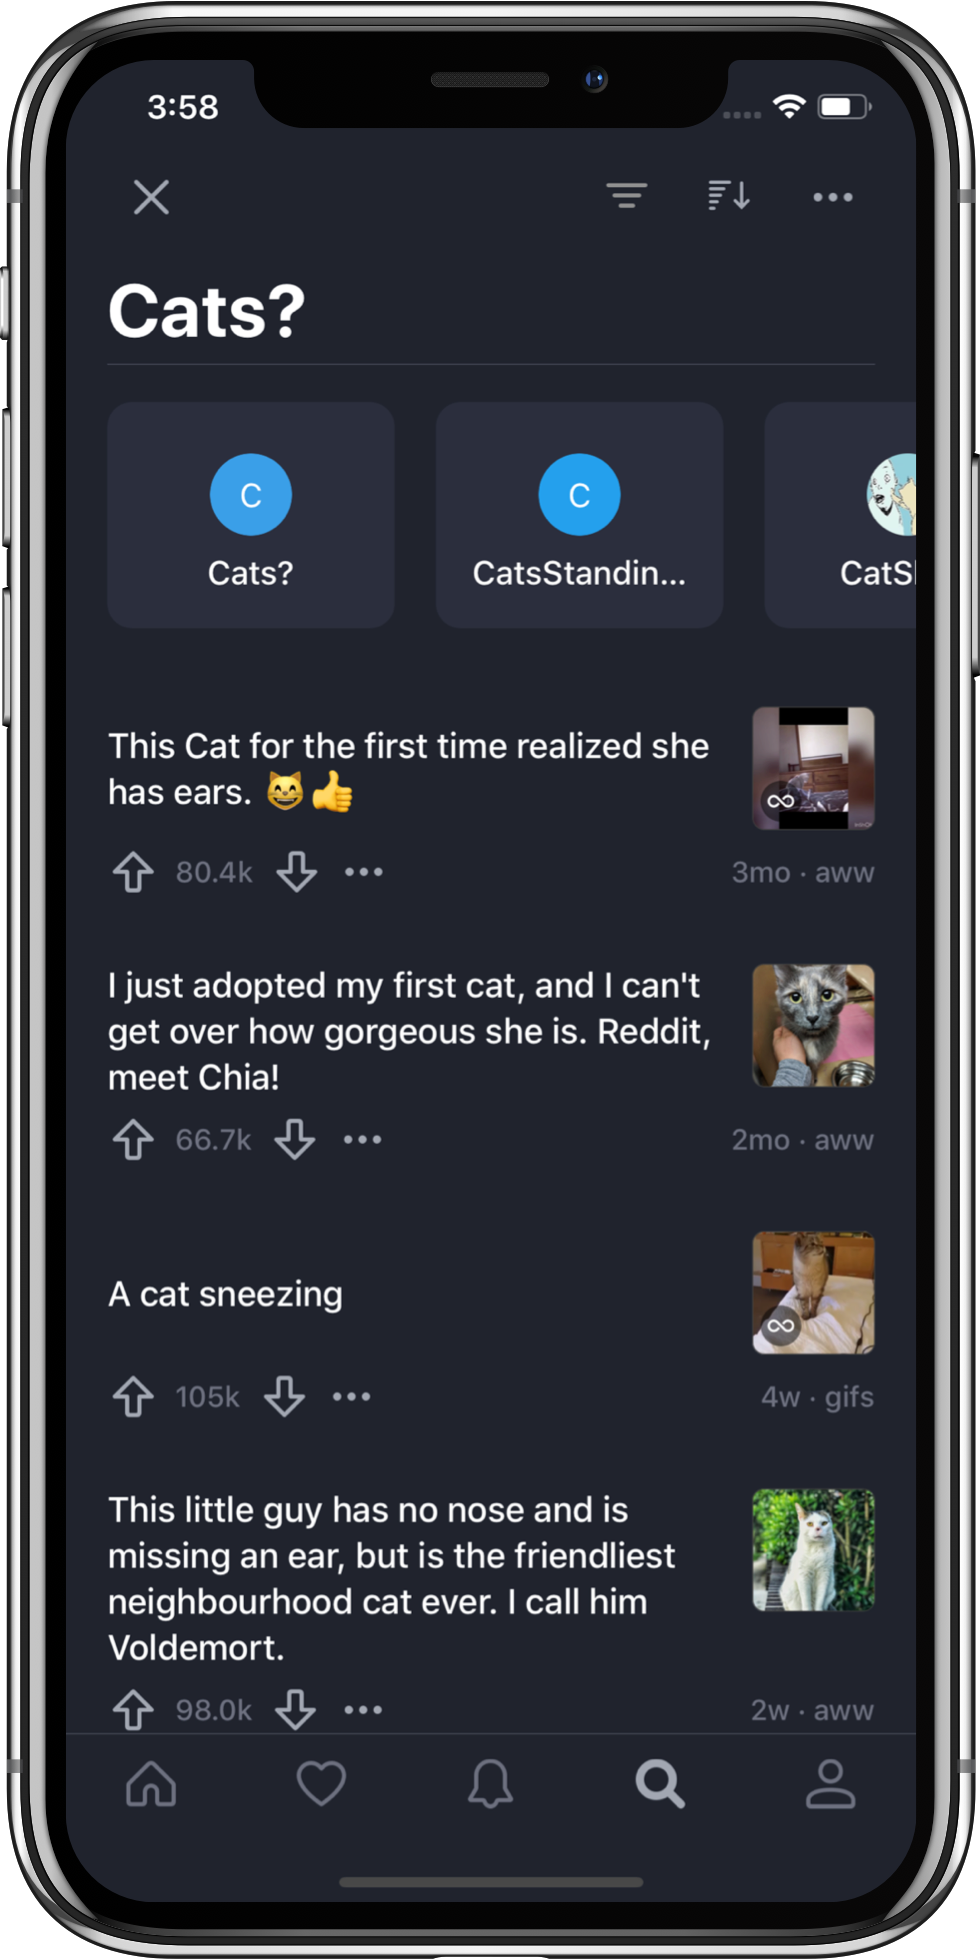 3:58
Cats?
C
C
Cats?
CatsStandin...
CatS
This Cat for the first time realized she
has ears. 😸👍
80.4k
3mo · aww
I just adopted my first cat, and I can't
get over how gorgeous she is. Reddit,
meet Chia!
66.7k
2mo · aww
A cat sneezing
105k
4w · gifs
This little guy has no nose and is
missing an ear, but is the friendliest
neighbourhood cat ever. I call him
Voldemort.
98.0k
2w · aww